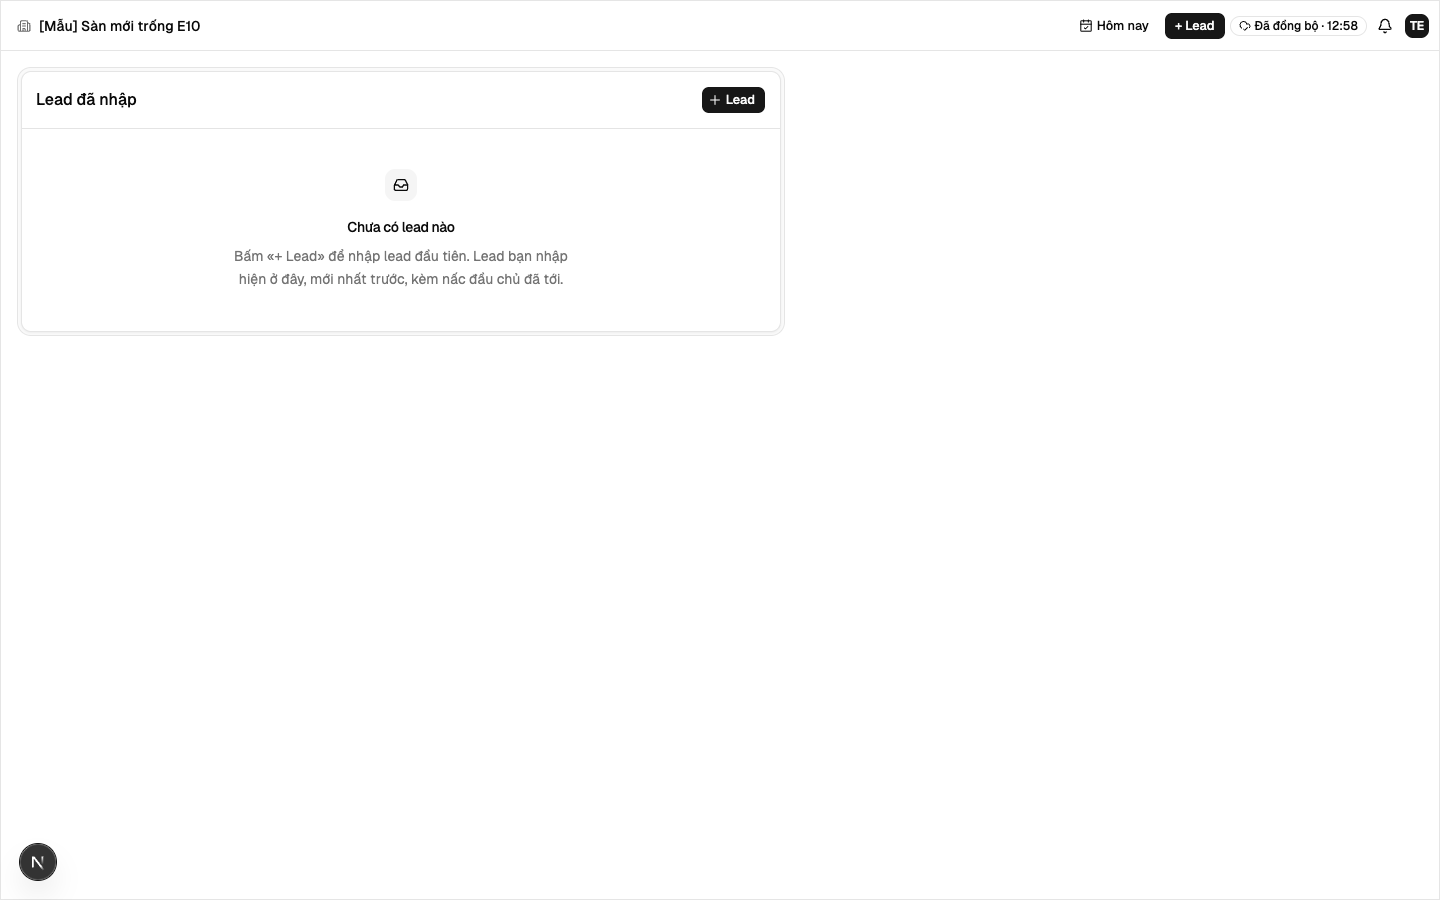 [Mẫu] Sàn mới trống E10
Hôm nay
+ Lead
Đã đồng bộ · 12:58
TE
Lead đã nhập
+ Lead
Chưa có lead nào
Bấm «+ Lead» để nhập lead đầu tiên. Lead bạn nhập
hiện ở đây, mới nhất trước, kèm nấc đầu chủ đã tới.
N